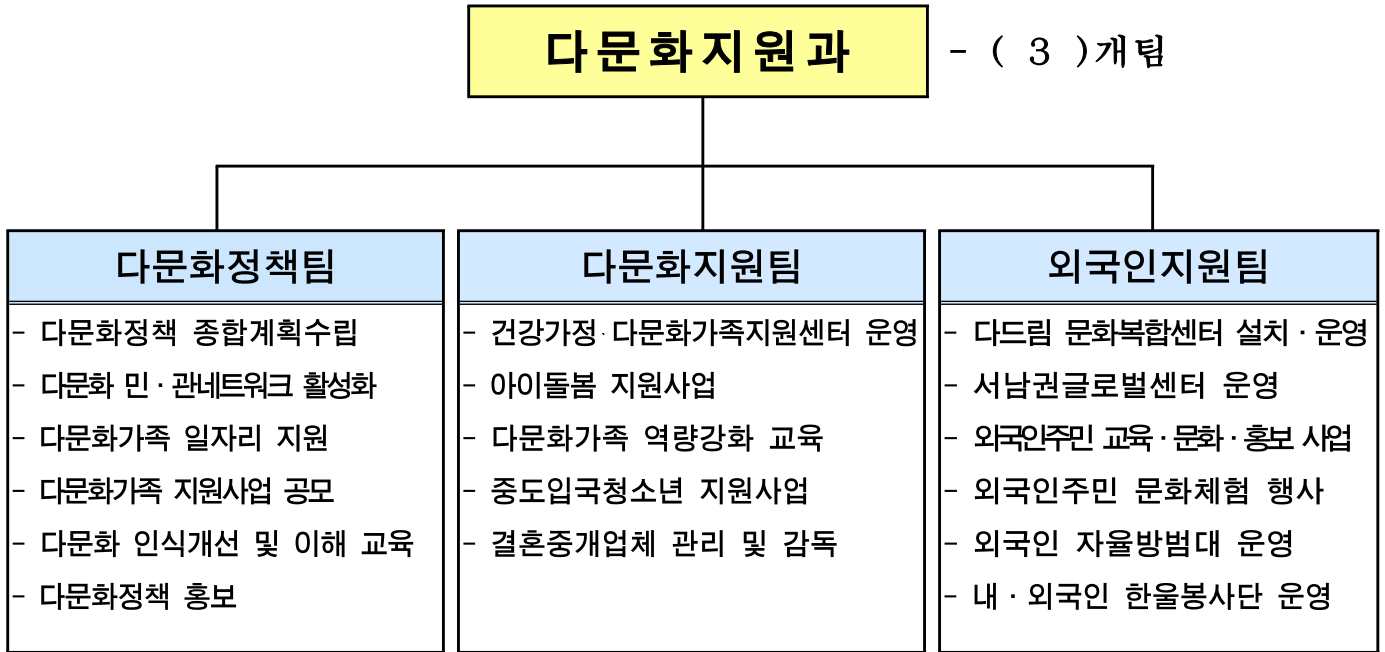 다문화지원과 - ( 3 )개팀
다문화정책팀
- 다문화정책 종합계획수립
- 다문화 민·관네트워크 활성화
- 다문화가족 일자리 지원
- 다문화가족 지원사업 공모
- 다문화 인식개선 및 이해 교육
- 다문화정책 홍보
다문화지원팀
- 건강가정·다문화가족지원센터 운영
- 아이돌봄 지원사업
- 다문화가족 역량강화 교육
- 중도입국청소년 지원사업
- 결혼중개업체 관리 및 감독
외국인지원팀
- 다드림 문화복합센터 설치·운영
- 서남권글로벌센터 운영
- 외국인주민 교육·문화·홍보 사업
- 외국인주민 문화체험 행사
- 외국인 자율방범대 운영
- 내·외국인 한울봉사단 운영